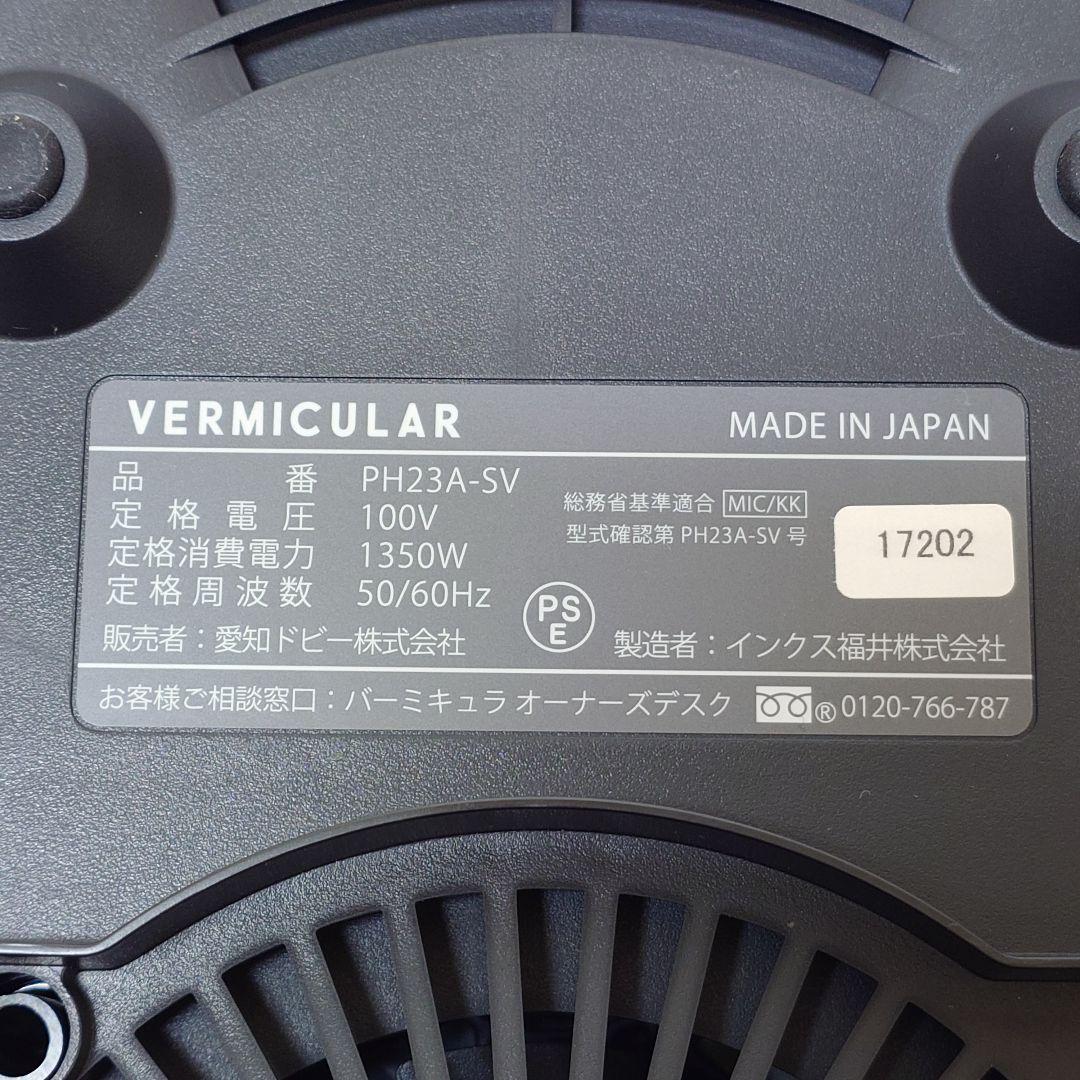 VERMICULAR MADE IN JAPAN
品番 PH23A-SV
定格電圧 100V
定格消費電力 1350W
定格周波数 50/60Hz
総務省基準適合 MIC/KK
型式確認第 PH23A-SV 号
17202
販売者：愛知ドビー株式会社
PSE
製造者：インクス福井株式会社
お客様ご相談窓口：バーミキュラ オーナーズデスク ® 0120-766-787